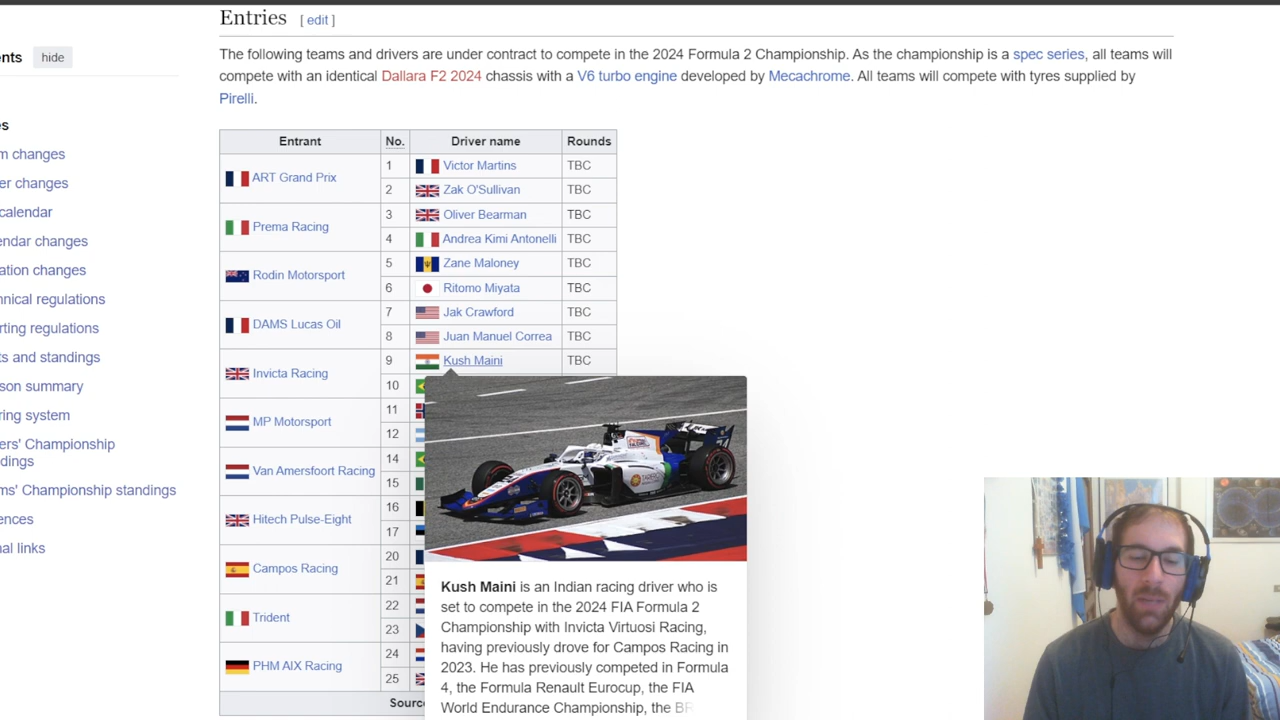 Entries [ edit ]
The following teams and drivers are under contract to compete in the 2024 Formula 2 Championship. As the championship is a spec series, all teams will
compete with an identical Dallara F2 2024 chassis with a V6 turbo engine developed by Mecachrome. All teams will compete with tyres supplied by
Pirelli.
nts hide
s
m changes
er changes
calendar
endar changes
ation changes
hnical regulations
rting regulations
ts and standings
son summary
ring system
ers' Championship
dings
ms' Championship standings
ences
nal links
Entrant No. Driver name Rounds
ART Grand Prix 1 Victor Martins TBC
2 Zak O'Sullivan TBC
Prema Racing 3 Oliver Bearman TBC
4 Andrea Kimi Antonelli TBC
Rodin Motorsport 5 Zane Maloney TBC
6 Ritomo Miyata TBC
DAMS Lucas Oil 7 Jak Crawford TBC
8 Juan Manuel Correa TBC
Invicta Racing 9 Kush Maini TBC
10
MP Motorsport 11
12
Van Amersfoort Racing 14
15
Hitech Pulse-Eight 16
17
Campos Racing 20
21
Trident 22
23
PHM AIX Racing 24
25
Sourc
Kush Maini is an Indian racing driver who is
set to compete in the 2024 FIA Formula 2
Championship with Invicta Virtuosi Racing,
having previously drove for Campos Racing in
2023. He has previously competed in Formula
4, the Formula Renault Eurocup, the FIA
World Endurance Championship, the BR